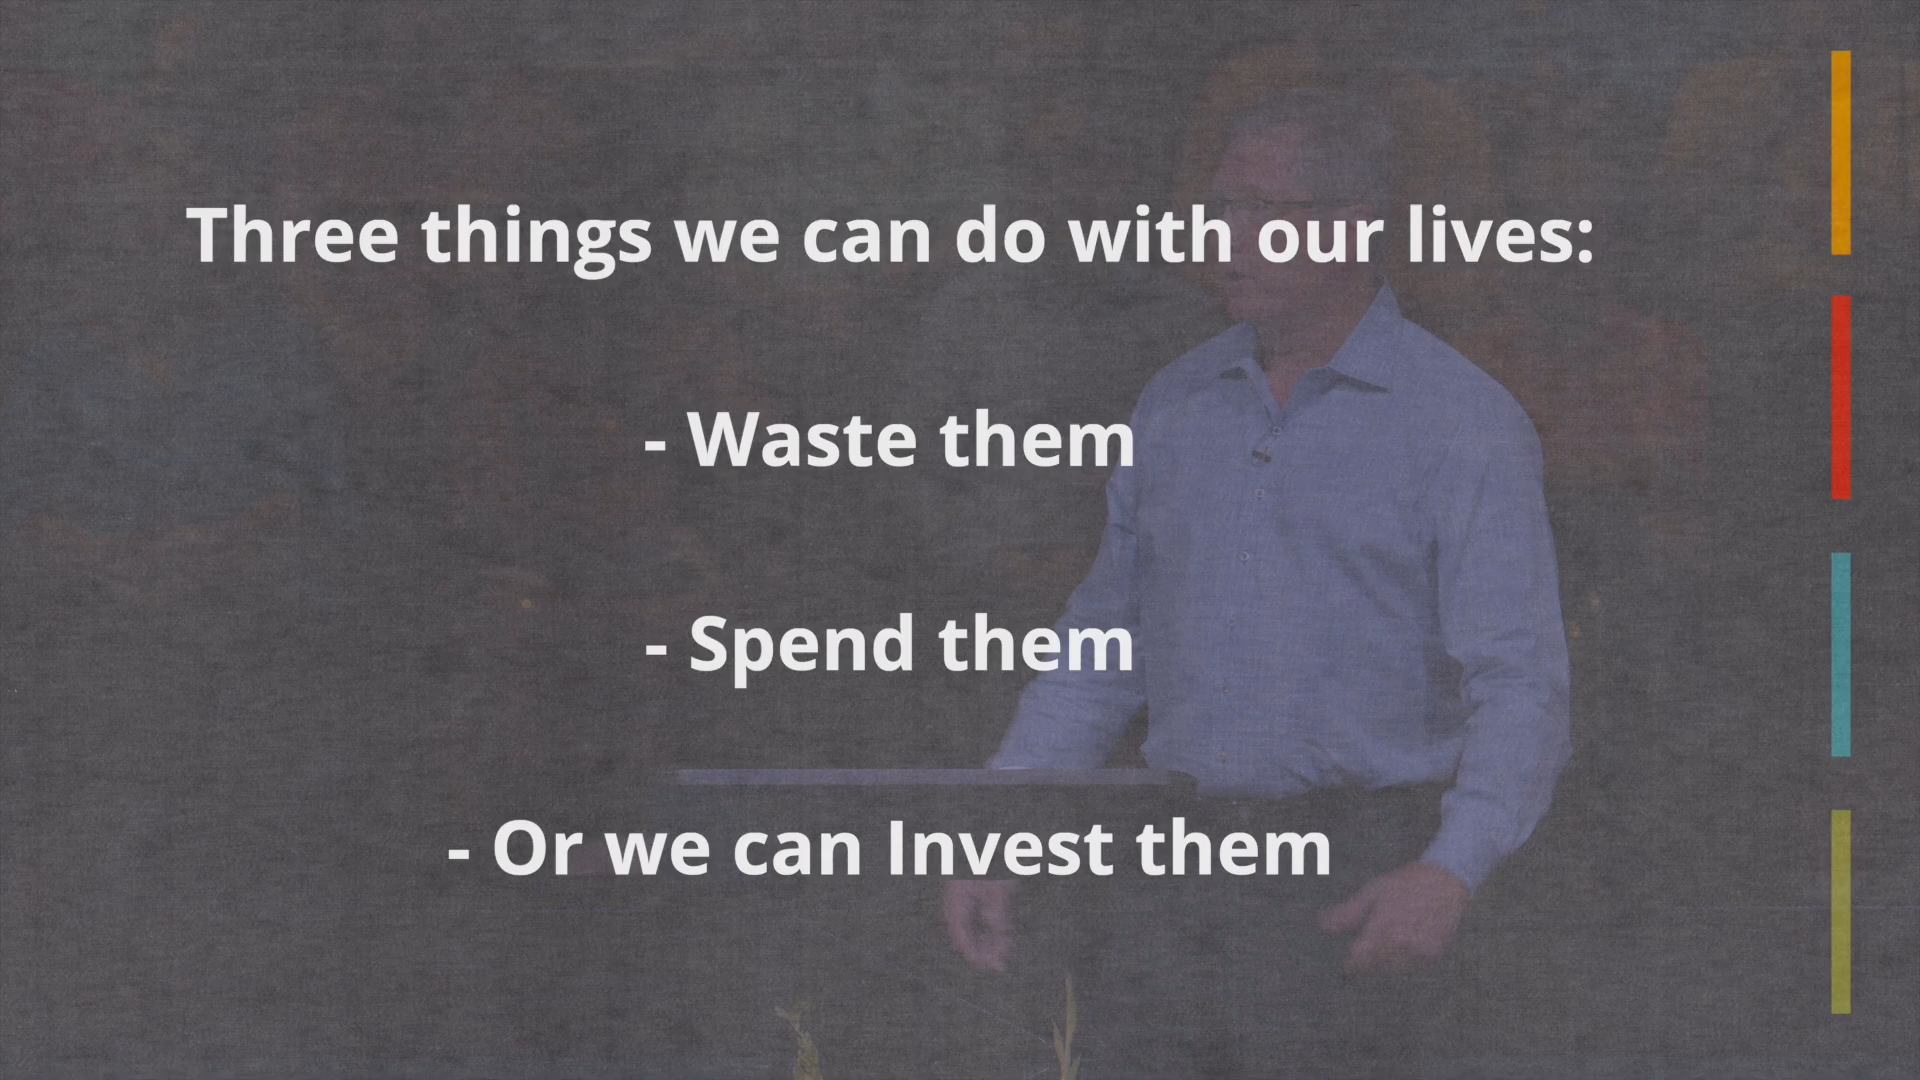 Three things we can do with our lives:
- Waste them
- Spend them
- Or we can Invest them